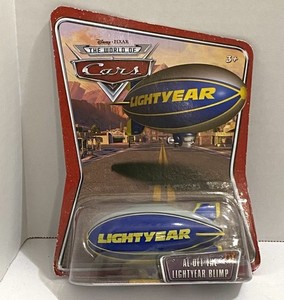 Disney · PIXAR
THE WORLD OF
Cars
3+
LIGHTYEAR
LIGHTYEAR
AL OFT THE
LIGHTYEAR BLIMP